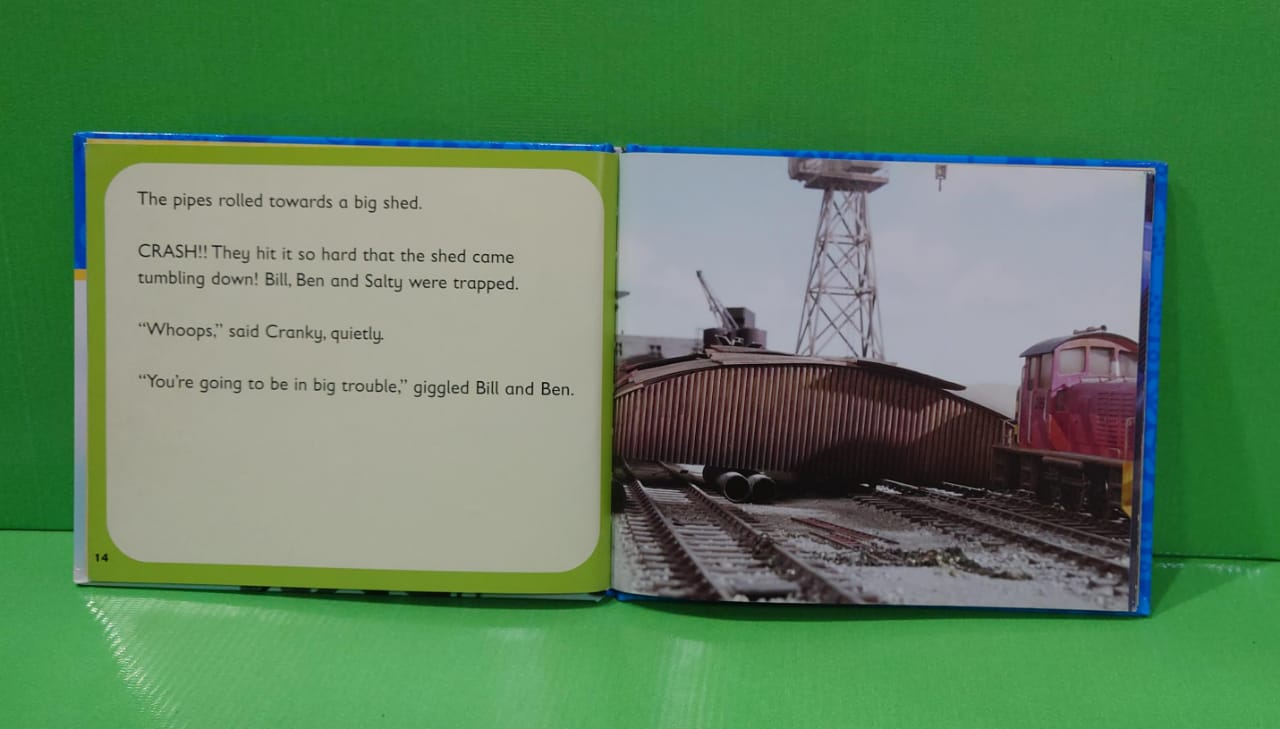 The pipes rolled towards a big shed.
CRASH!! They hit it so hard that the shed came
tumbling down! Bill, Ben and Salty were trapped.
“Whoops,” said Cranky, quietly.
“You’re going to be in big trouble,” giggled Bill and Ben.
14